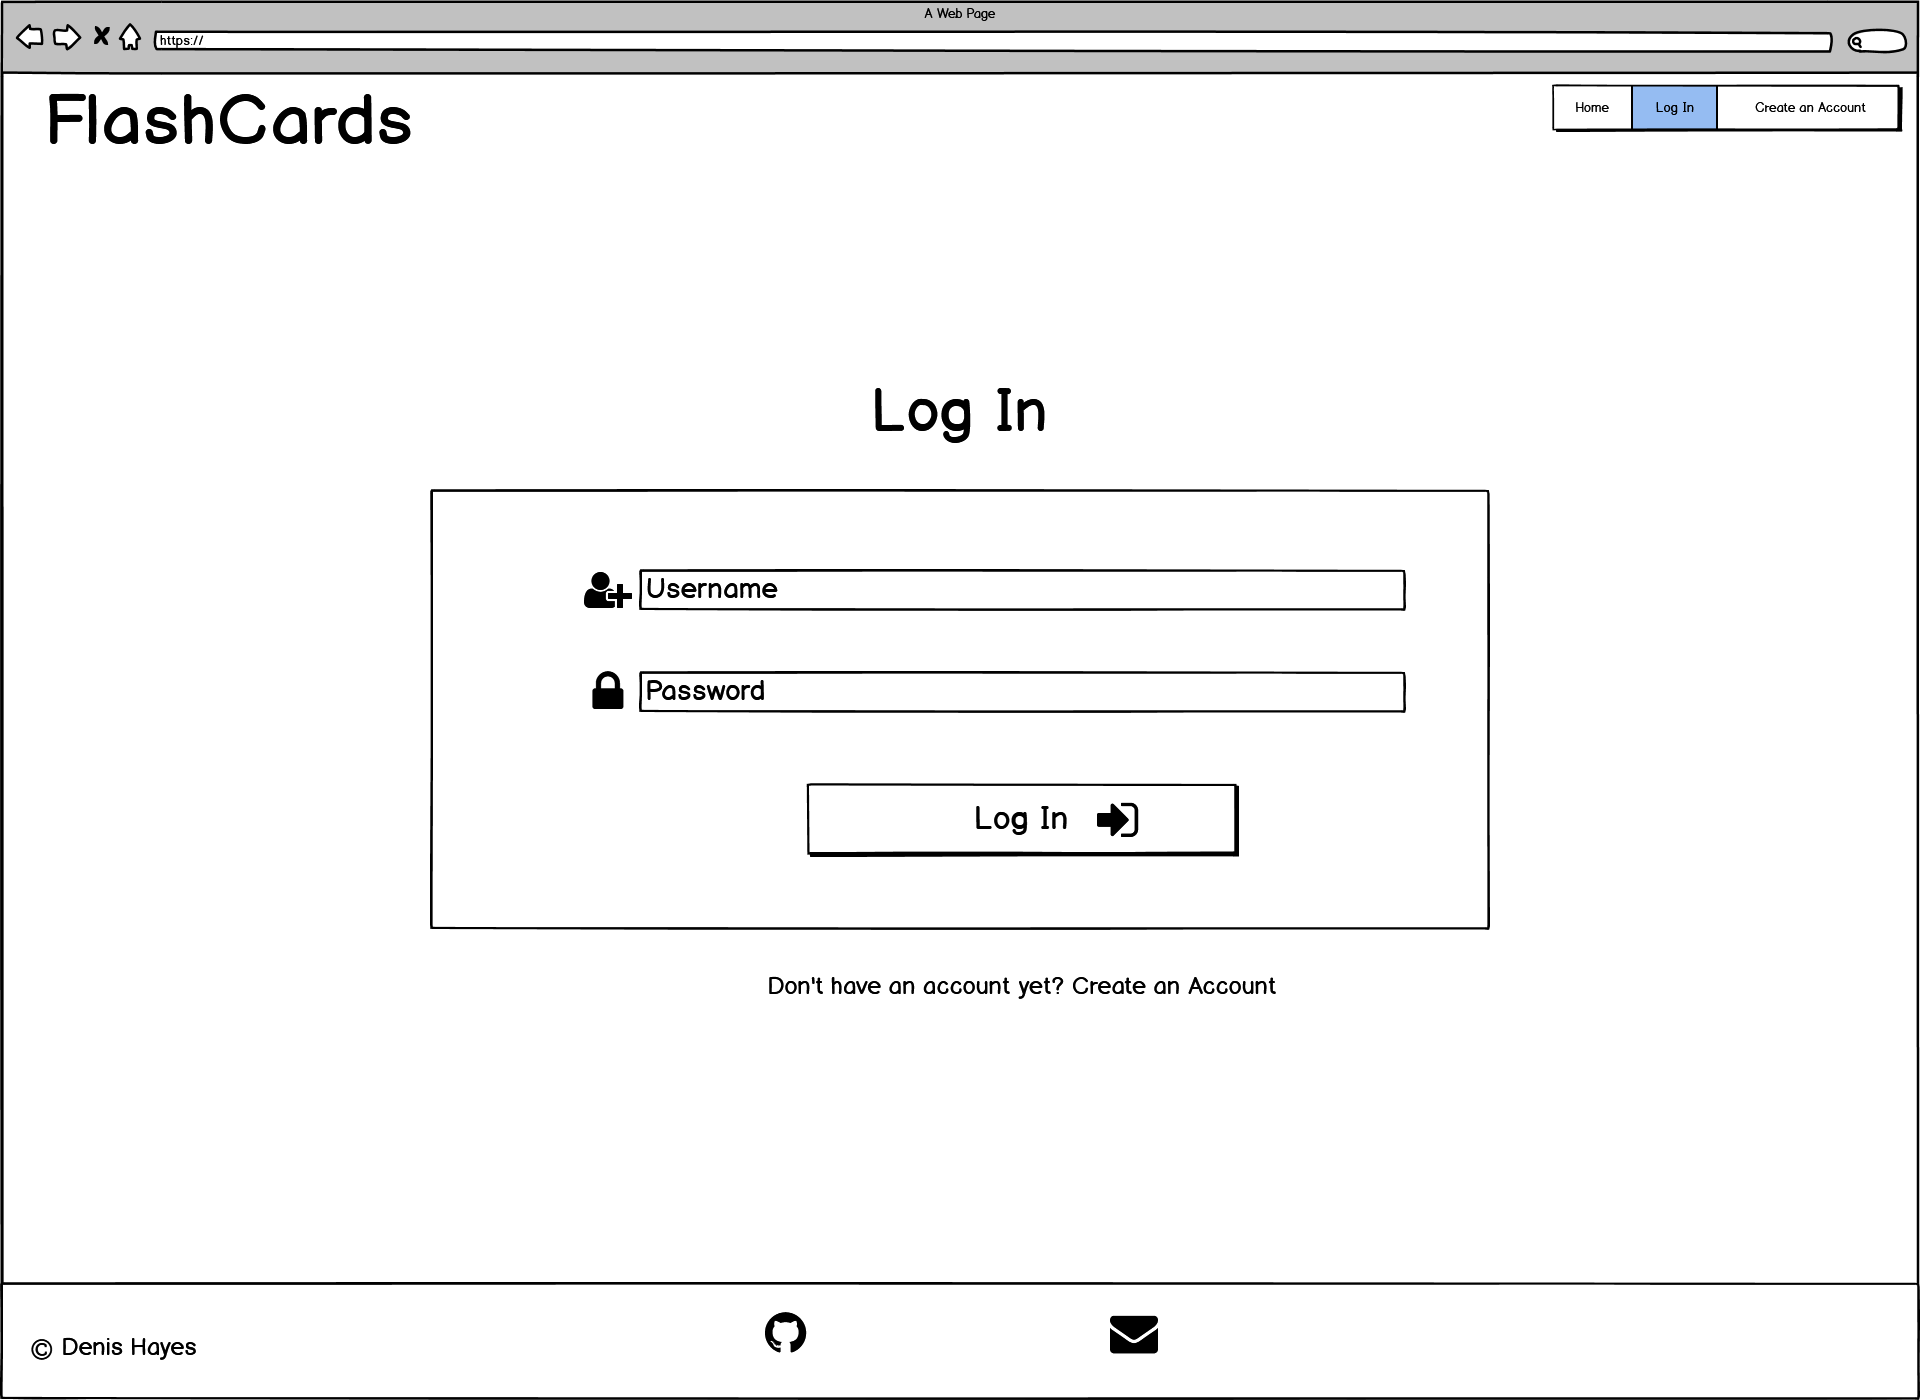 A Web Page
https://
FlashCards
Home Log In Create an Account
Log In
Username
Password
Log In
Don't have an account yet? Create an Account
© Denis Hayes